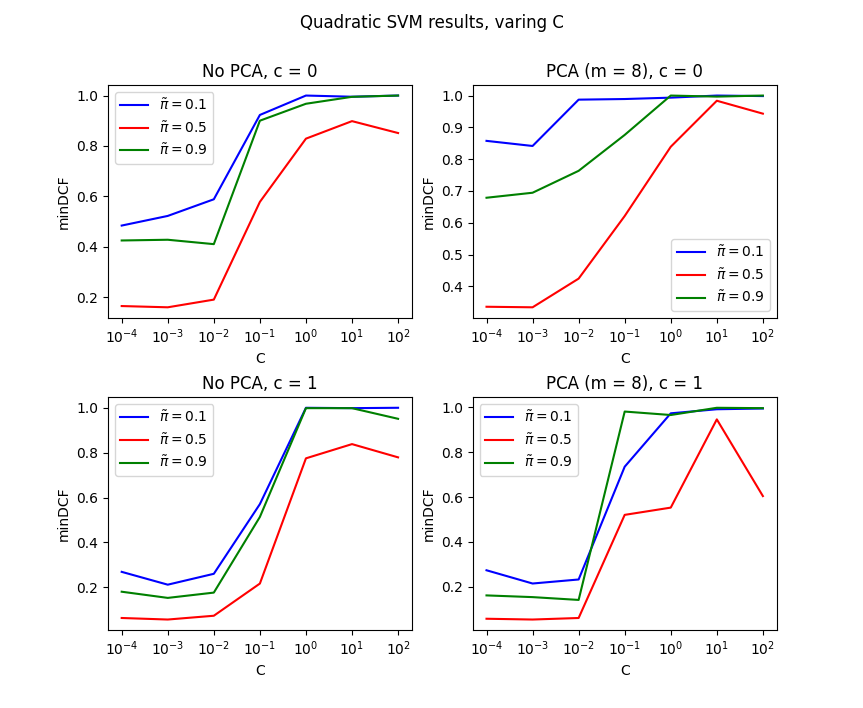 Quadratic SVM results, varing C
No PCA, c = 0
minDCF
1.0
0.8
0.6
0.4
0.2
π̃ = 0.1
π̃ = 0.5
π̃ = 0.9
10⁻⁴ 10⁻³ 10⁻² 10⁻¹ 10⁰ 10¹ 10²
C
PCA (m = 8), c = 0
minDCF
1.0
0.9
0.8
0.7
0.6
0.5
0.4
π̃ = 0.1
π̃ = 0.5
π̃ = 0.9
10⁻⁴ 10⁻³ 10⁻² 10⁻¹ 10⁰ 10¹ 10²
C
No PCA, c = 1
minDCF
1.0
0.8
0.6
0.4
0.2
π̃ = 0.1
π̃ = 0.5
π̃ = 0.9
10⁻⁴ 10⁻³ 10⁻² 10⁻¹ 10⁰ 10¹ 10²
C
PCA (m = 8), c = 1
minDCF
1.0
0.8
0.6
0.4
0.2
π̃ = 0.1
π̃ = 0.5
π̃ = 0.9
10⁻⁴ 10⁻³ 10⁻² 10⁻¹ 10⁰ 10¹ 10²
C